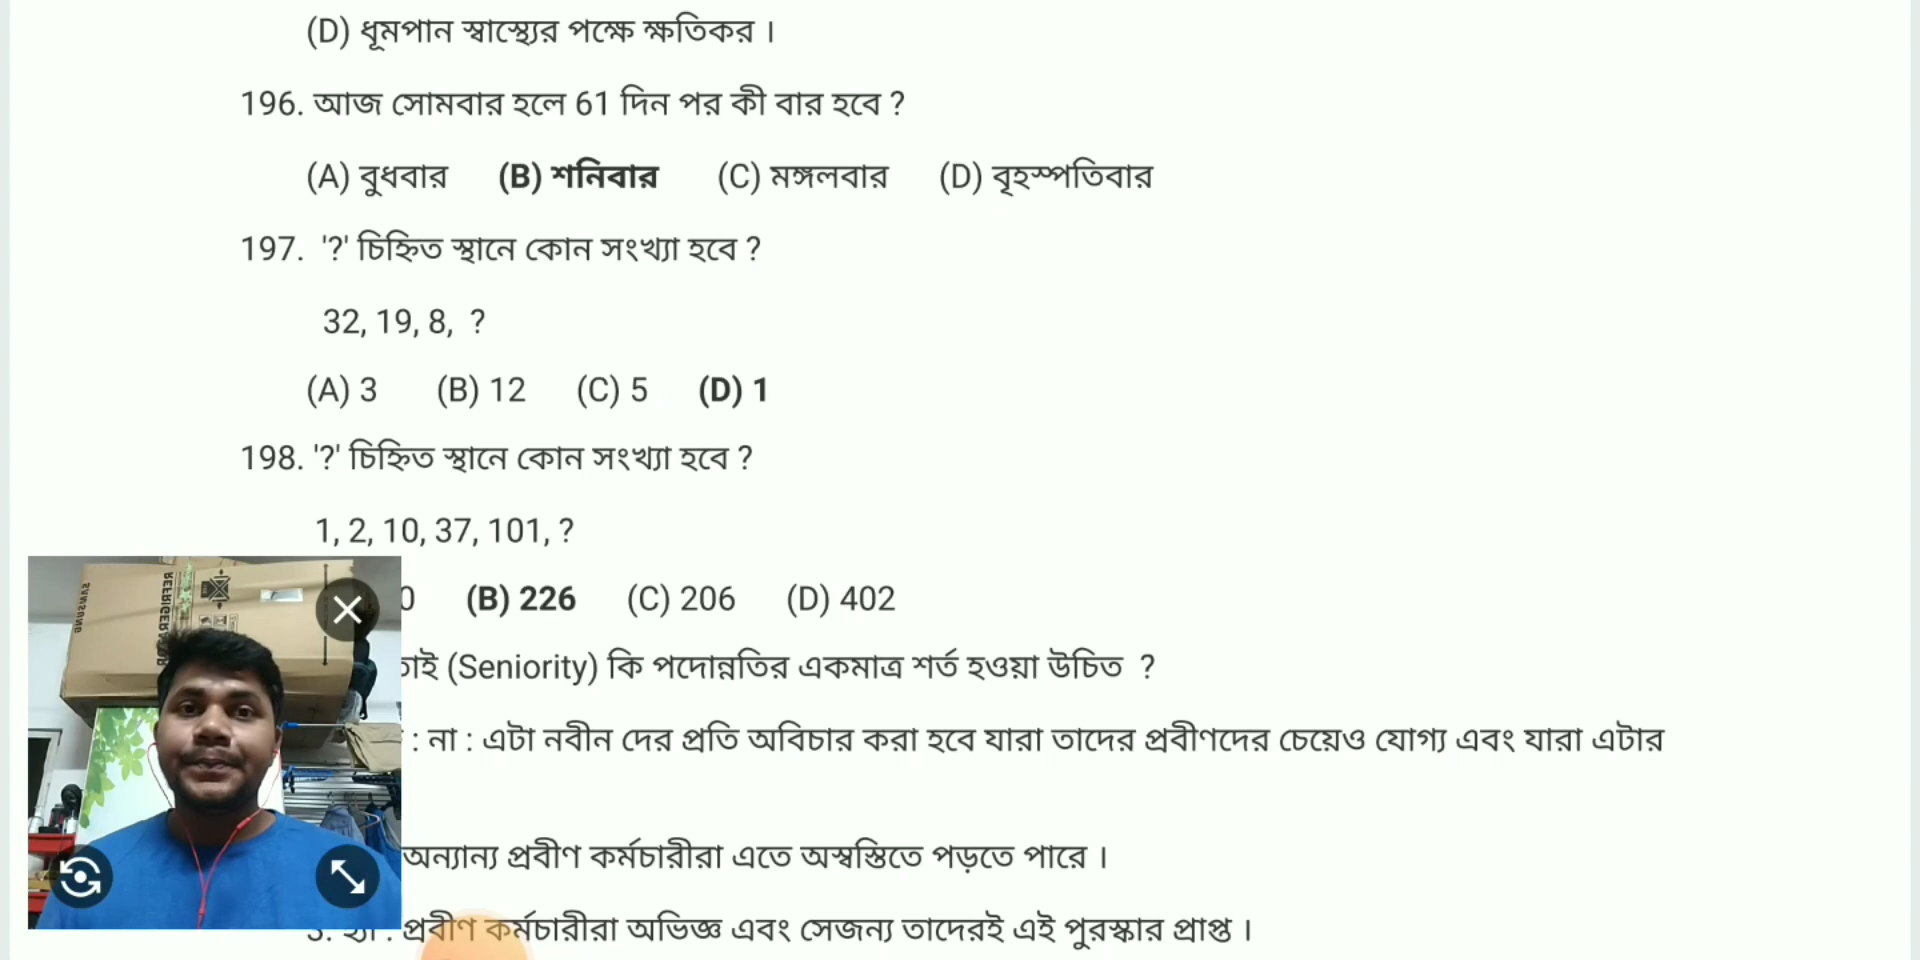 (D) ধূমপান স্বাস্থ্যের পক্ষে ক্ষতিকর ।
196. আজ সোমবার হলে 61 দিন পর কী বার হবে ?
(A) বুধবার (B) শনিবার (C) মঙ্গলবার (D) বৃহস্পতিবার
197. '?' চিহ্নিত স্থানে কোন সংখ্যা হবে ?
32, 19, 8, ?
(A) 3 (B) 12 (C) 5 (D) 1
198. '?' চিহ্নিত স্থানে কোন সংখ্যা হবে ?
1, 2, 10, 37, 101, ?
0 (B) 226 (C) 206 (D) 402
(Seniority) কি পদোন্নতির একমাত্র শর্ত হওয়া উচিত ?
: না : এটা নবীন দের প্রতি অবিচার করা হবে যারা তাদের প্রবীণদের চেয়েও যোগ্য এবং যারা এটার
অন্যান্য প্রবীণ কর্মচারীরা এতে অস্বস্তিতে পড়তে পারে ।
প্রবীণ কর্মচারীরা অভিজ্ঞ এবং সেজন্য তাদেরই এই পুরস্কার প্রাপ্ত ।
SAMSUNG